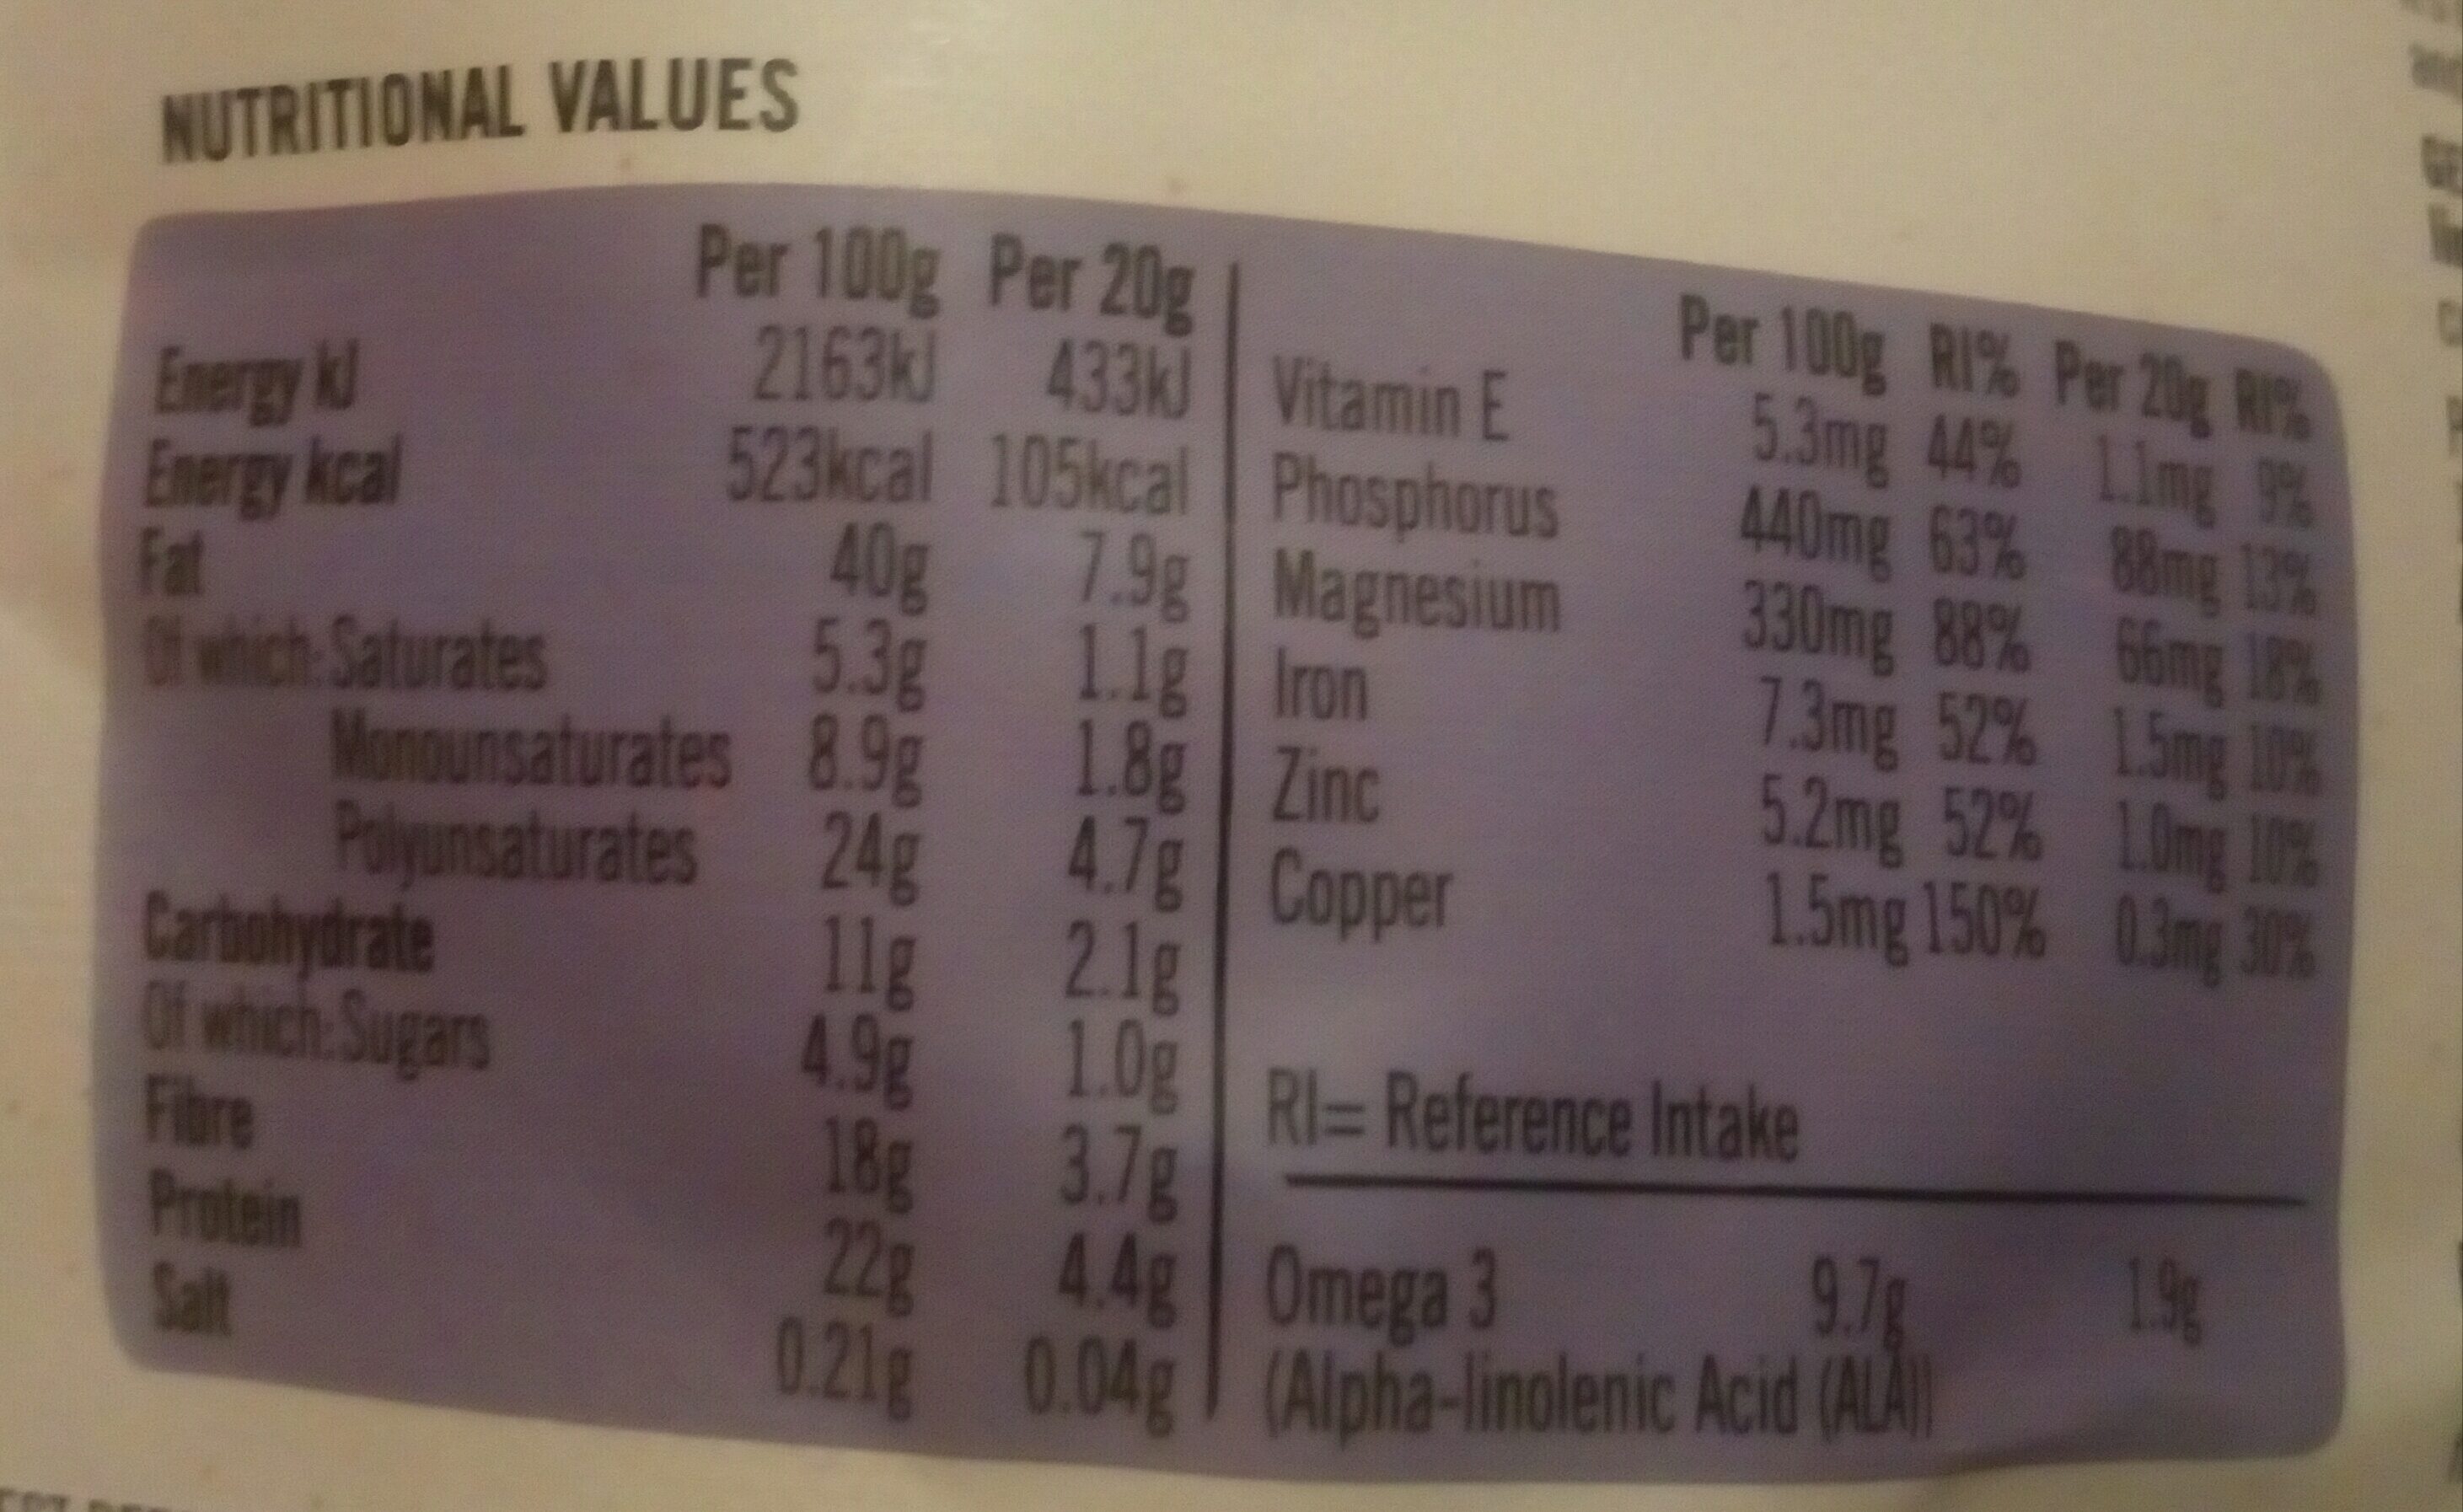 NUTRITIONAL VALUES
Per 100g Per 20g
Energy kJ 2163kJ 433kJ
Energy kcal 523kcal 105kcal
Fat 40g 7.9g
Of which: Saturates 5.3g 1.1g
Monounsaturates 8.9g 1.8g
Polyunsaturates 24g 4.7g
Carbohydrate 11g 2.1g
Of which: Sugars 4.9g 1.0g
Fibre 18g 3.7g
Protein 22g 4.4g
Salt 0.21g 0.04g
Per 100g RI% Per 20g RI%
Vitamin E 5.3mg 44% 1.1mg 9%
Phosphorus 440mg 63% 88mg 13%
Magnesium 330mg 88% 66mg 18%
Iron 7.3mg 52% 1.5mg 10%
Zinc 5.2mg 52% 1.0mg 10%
Copper 1.5mg 150% 0.3mg 30%
RI= Reference Intake
Omega 3 9.7g 1.9g
(Alpha-linolenic Acid (ALA))